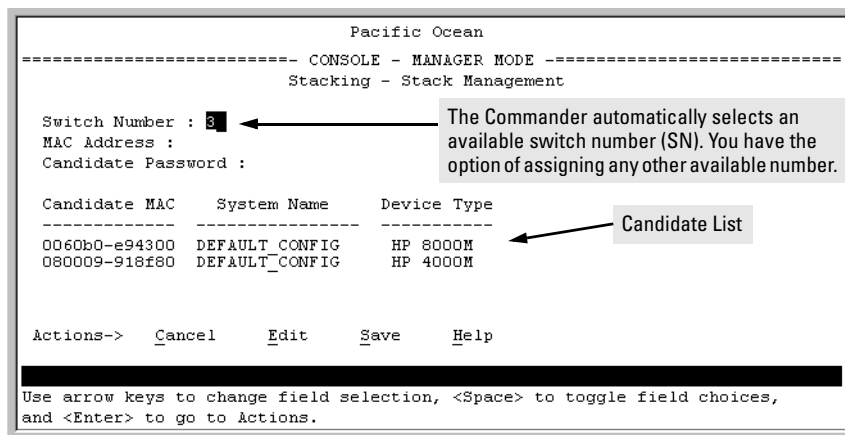 Pacific Ocean
==========================- CONSOLE - MANAGER MODE -============================
Stacking - Stack Management
Switch Number : 3
The Commander automatically selects an
available switch number (SN). You have the
option of assigning any other available number.
MAC Address :
Candidate Password :
Candidate MAC System Name Device Type
------------- ---------------- -----------
Candidate List
0060b0-e94300 DEFAULT_CONFIG HP 8000M
080009-918f80 DEFAULT_CONFIG HP 4000M
Actions-> Cancel Edit Save Help
Use arrow keys to change field selection, <Space> to toggle field choices,
and <Enter> to go to Actions.